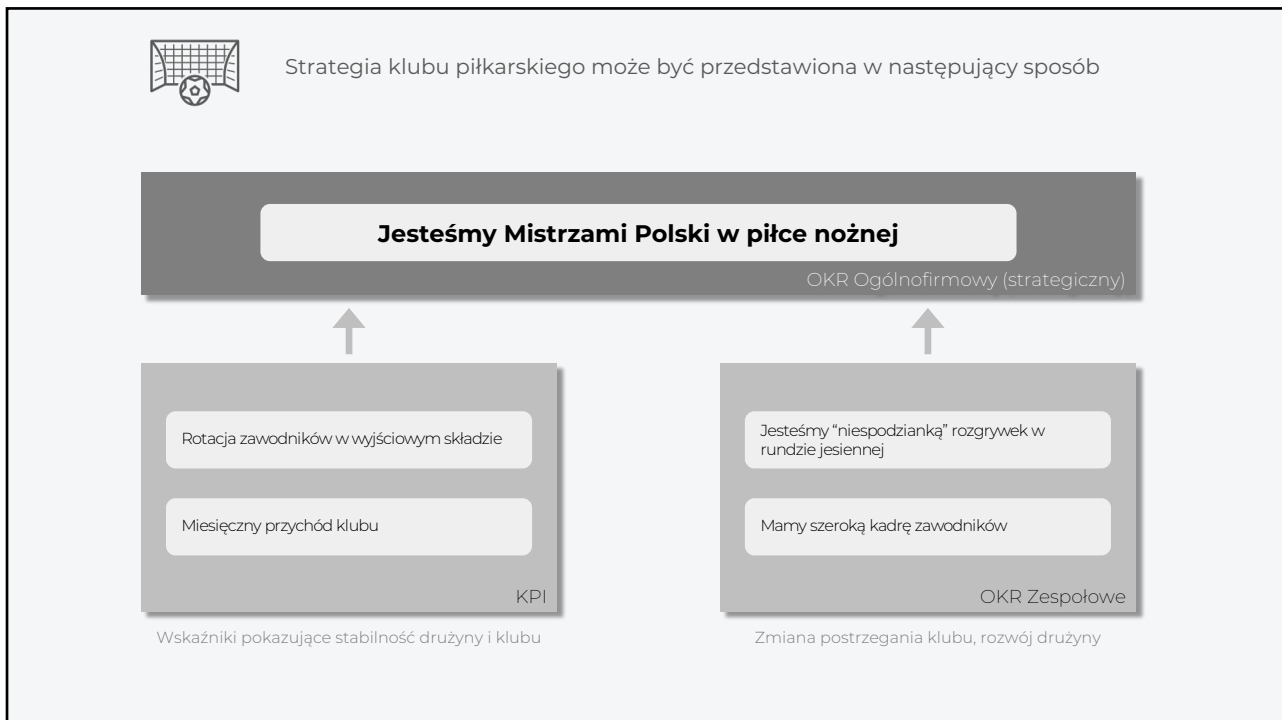 Strategia klubu piłkarskiego może być przedstawiona w następujący sposób
Jesteśmy Mistrzami Polski w piłce nożnej
OKR Ogólnofirmowy (strategiczny)
Rotacja zawodników w wyjściowym składzie
Miesięczny przychód klubu
KPI
Wskaźniki pokazujące stabilność drużyny i klubu
Jesteśmy “niespodzianką” rozgrywek w
rundzie jesiennej
Mamy szeroką kadrę zawodników
OKR Zespołowe
Zmiana postrzegania klubu, rozwój drużyny